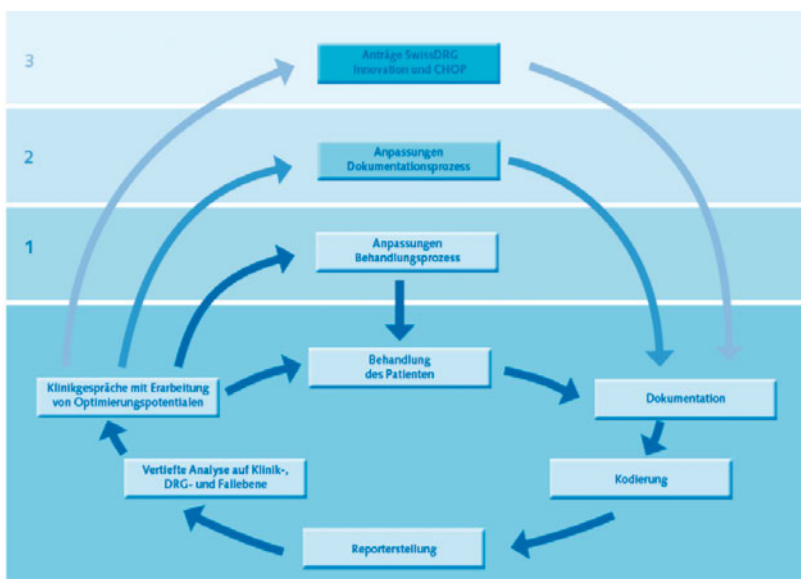 3
Anträge SwissDRG
Innovation und CHOP
2
Anpassungen
Dokumentationsprozess
1
Anpassungen
Behandlungsprozess
Behandlung
des Patienten
Klinikgespräche mit Erarbeitung
von Optimierungspotentialen
Dokumentation
Vertiefte Analyse auf Klinik-,
DRG- und Fallebene
Kodierung
Reporterstellung